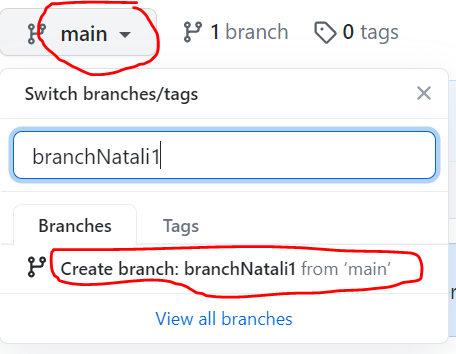 main 1 branch 0 tags
Switch branches/tags
branchNatali1
Branches Tags
Create branch: branchNatali1 from ‘main’
View all branches